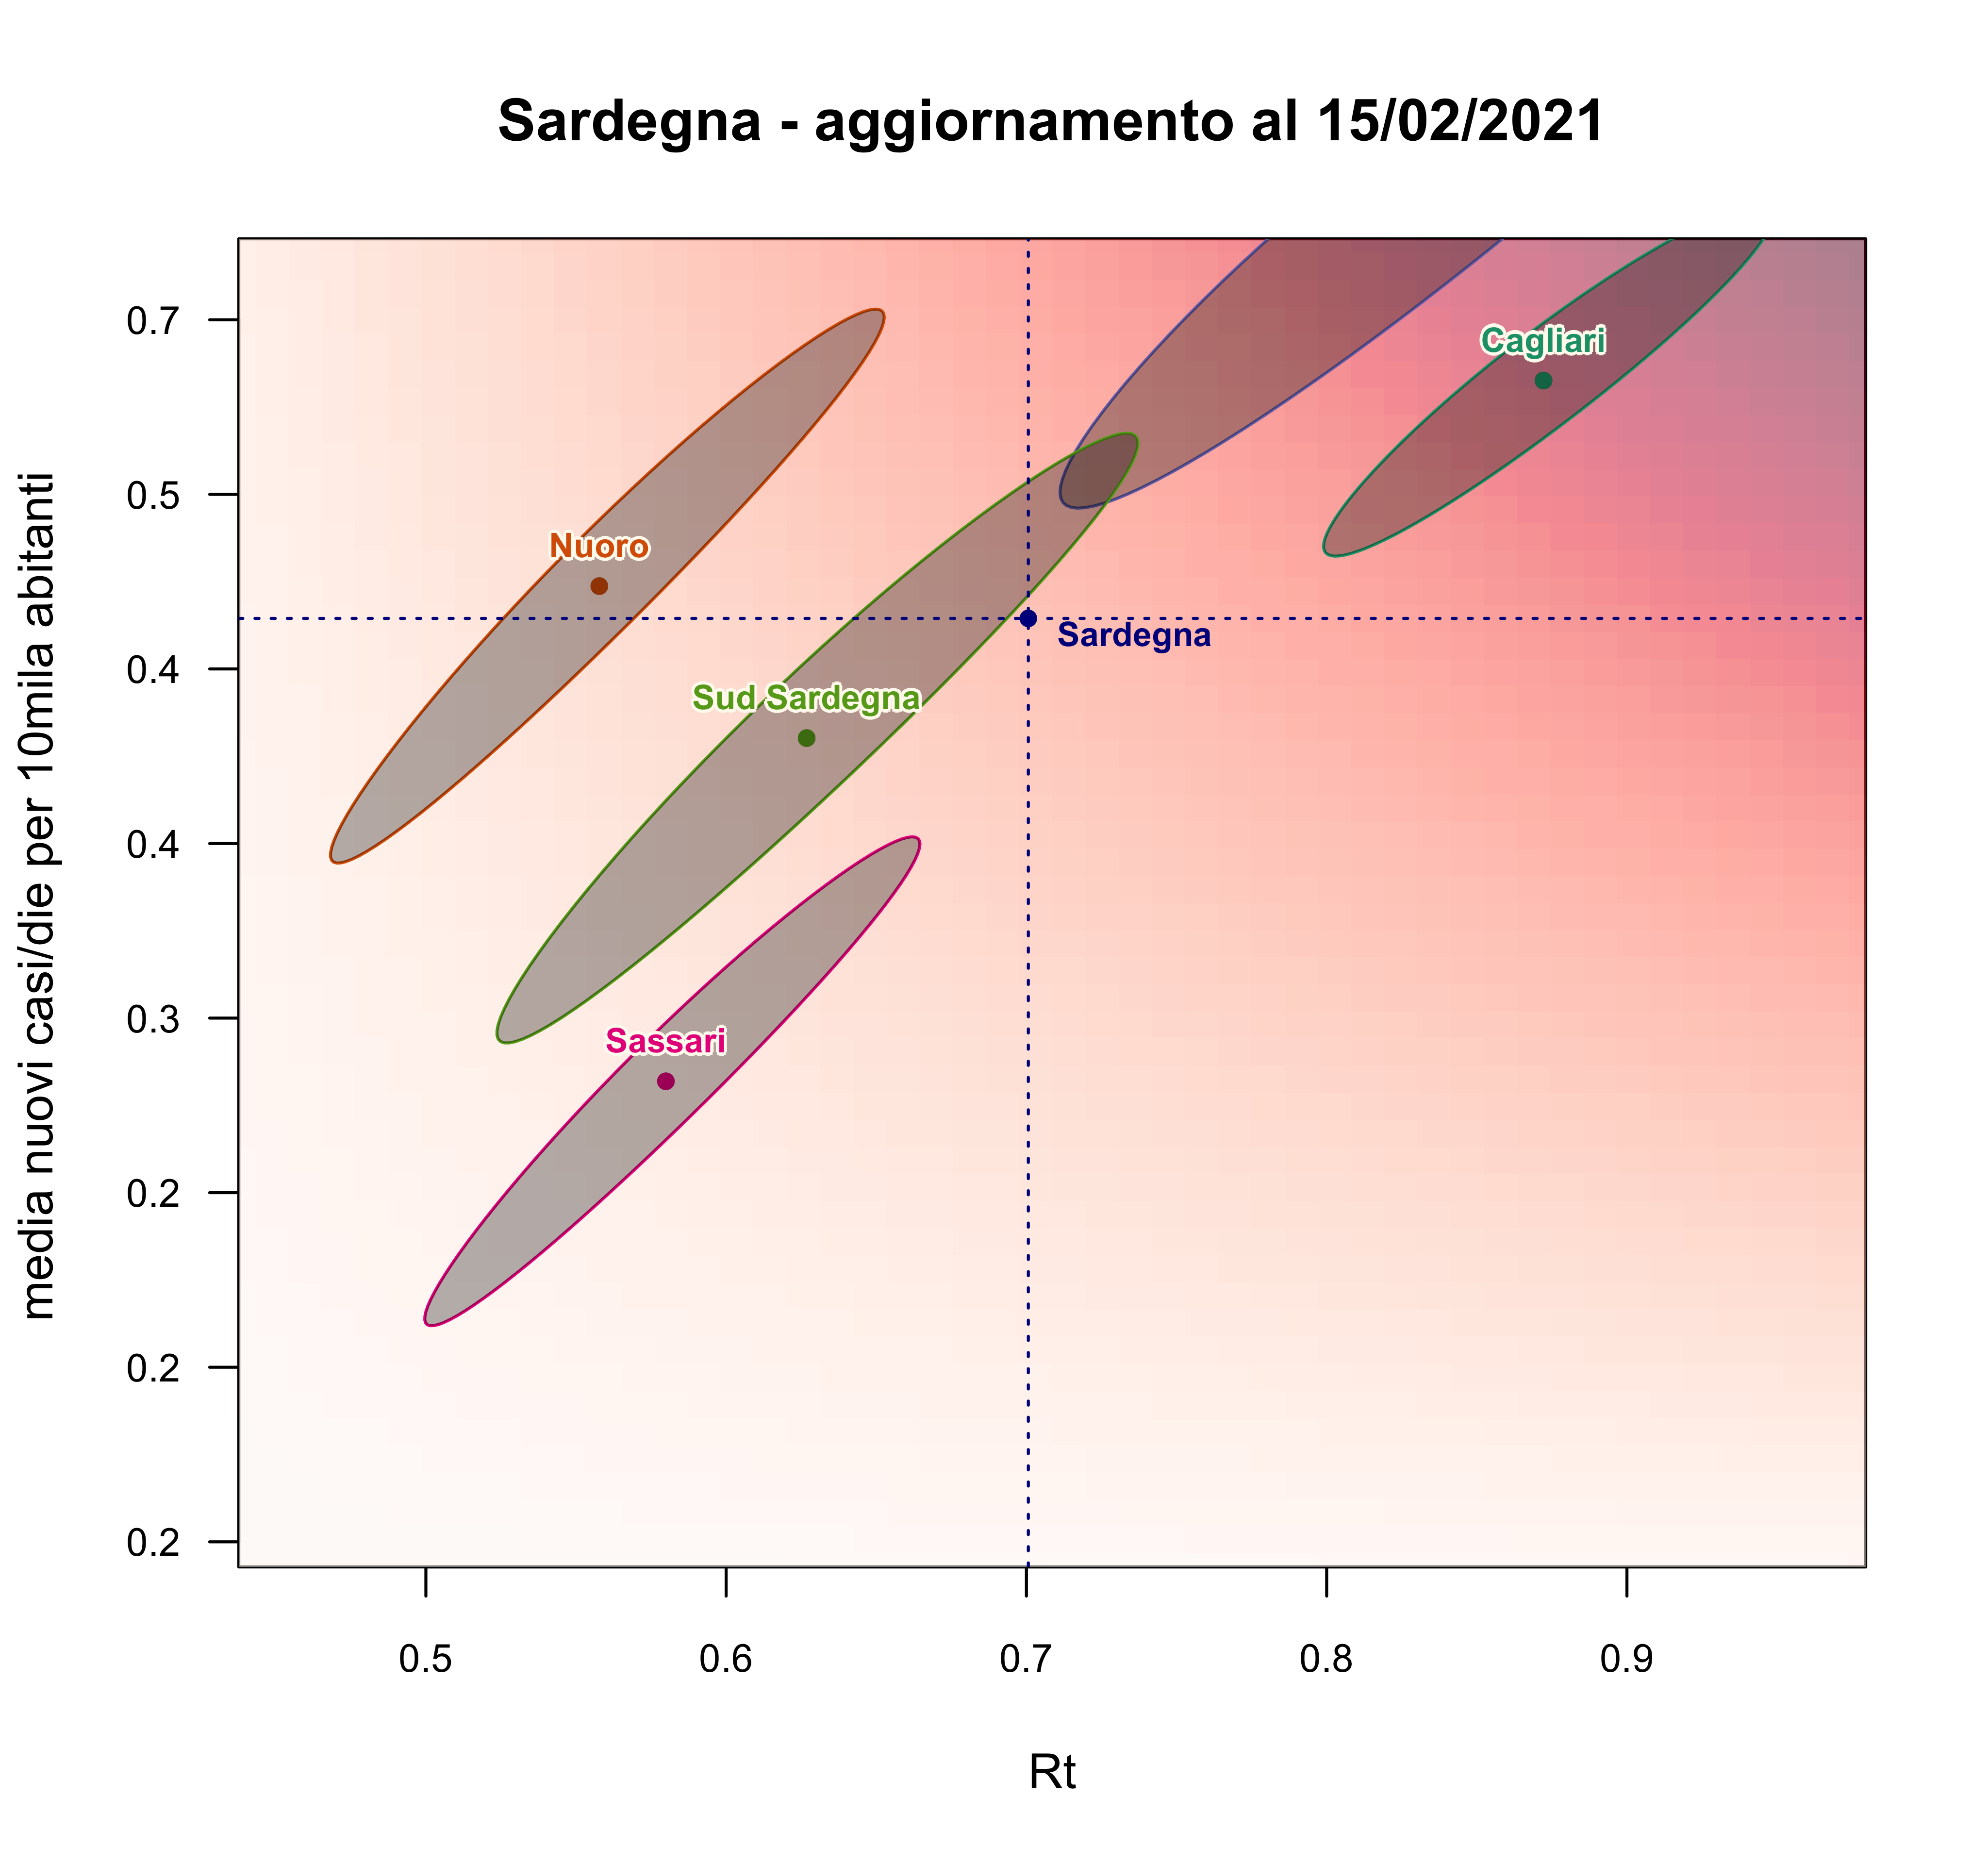 Sardegna - aggiornamento al 15/02/2021
media nuovi casi/die per 10mila abitanti
0.7
0.5
0.4
0.4
0.3
0.2
0.2
0.2
Cagliari
Nuoro
Sardegna
Sud Sardegna
Sassari
0.5
0.6
0.7
0.8
0.9
Rt